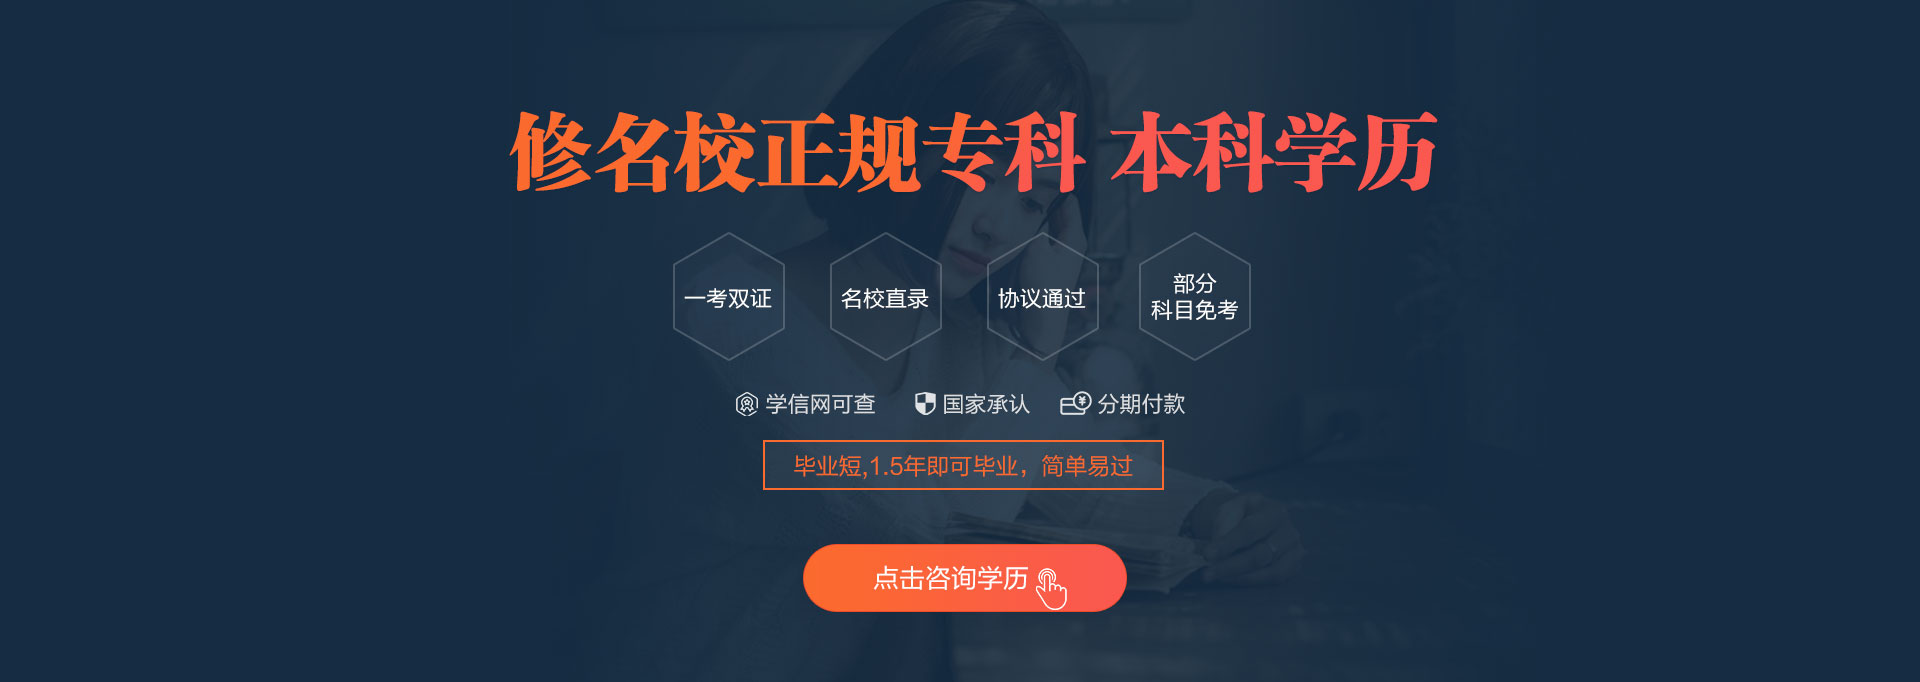 修名校正规专科 本科学历
一考双证
名校直录
协议通过
部分
科目免考
学信网可查
国家承认
分期付款
毕业短,1.5年即可毕业，简单易过
点击咨询学历